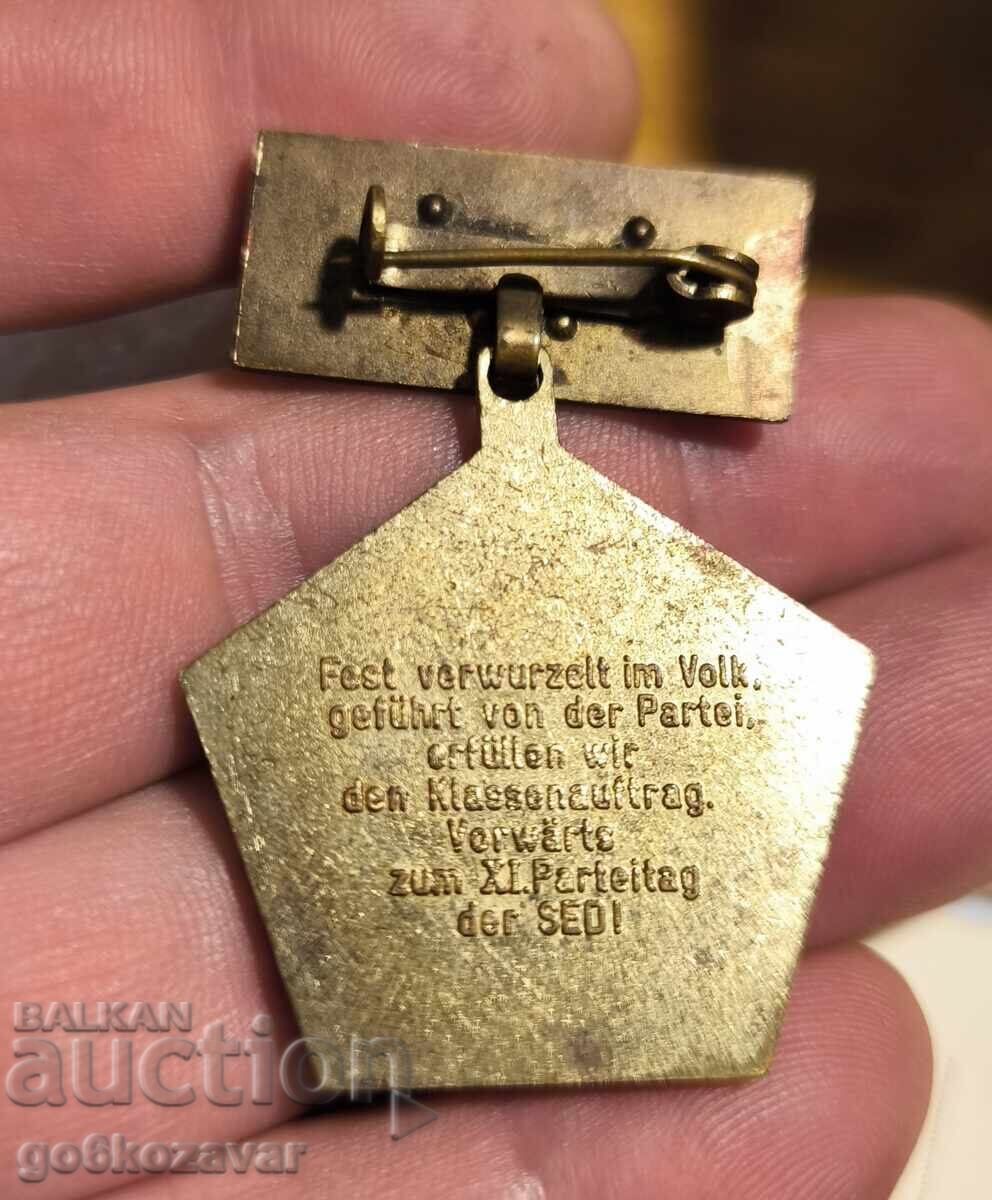 Fest verwurzelt im Volk,
geführt von der Partei,
erfüllen wir
den Klassenauftrag.
Vorwärts
zum XI.Parteitag
der SED!
BALKAN
auction
go6kozavar